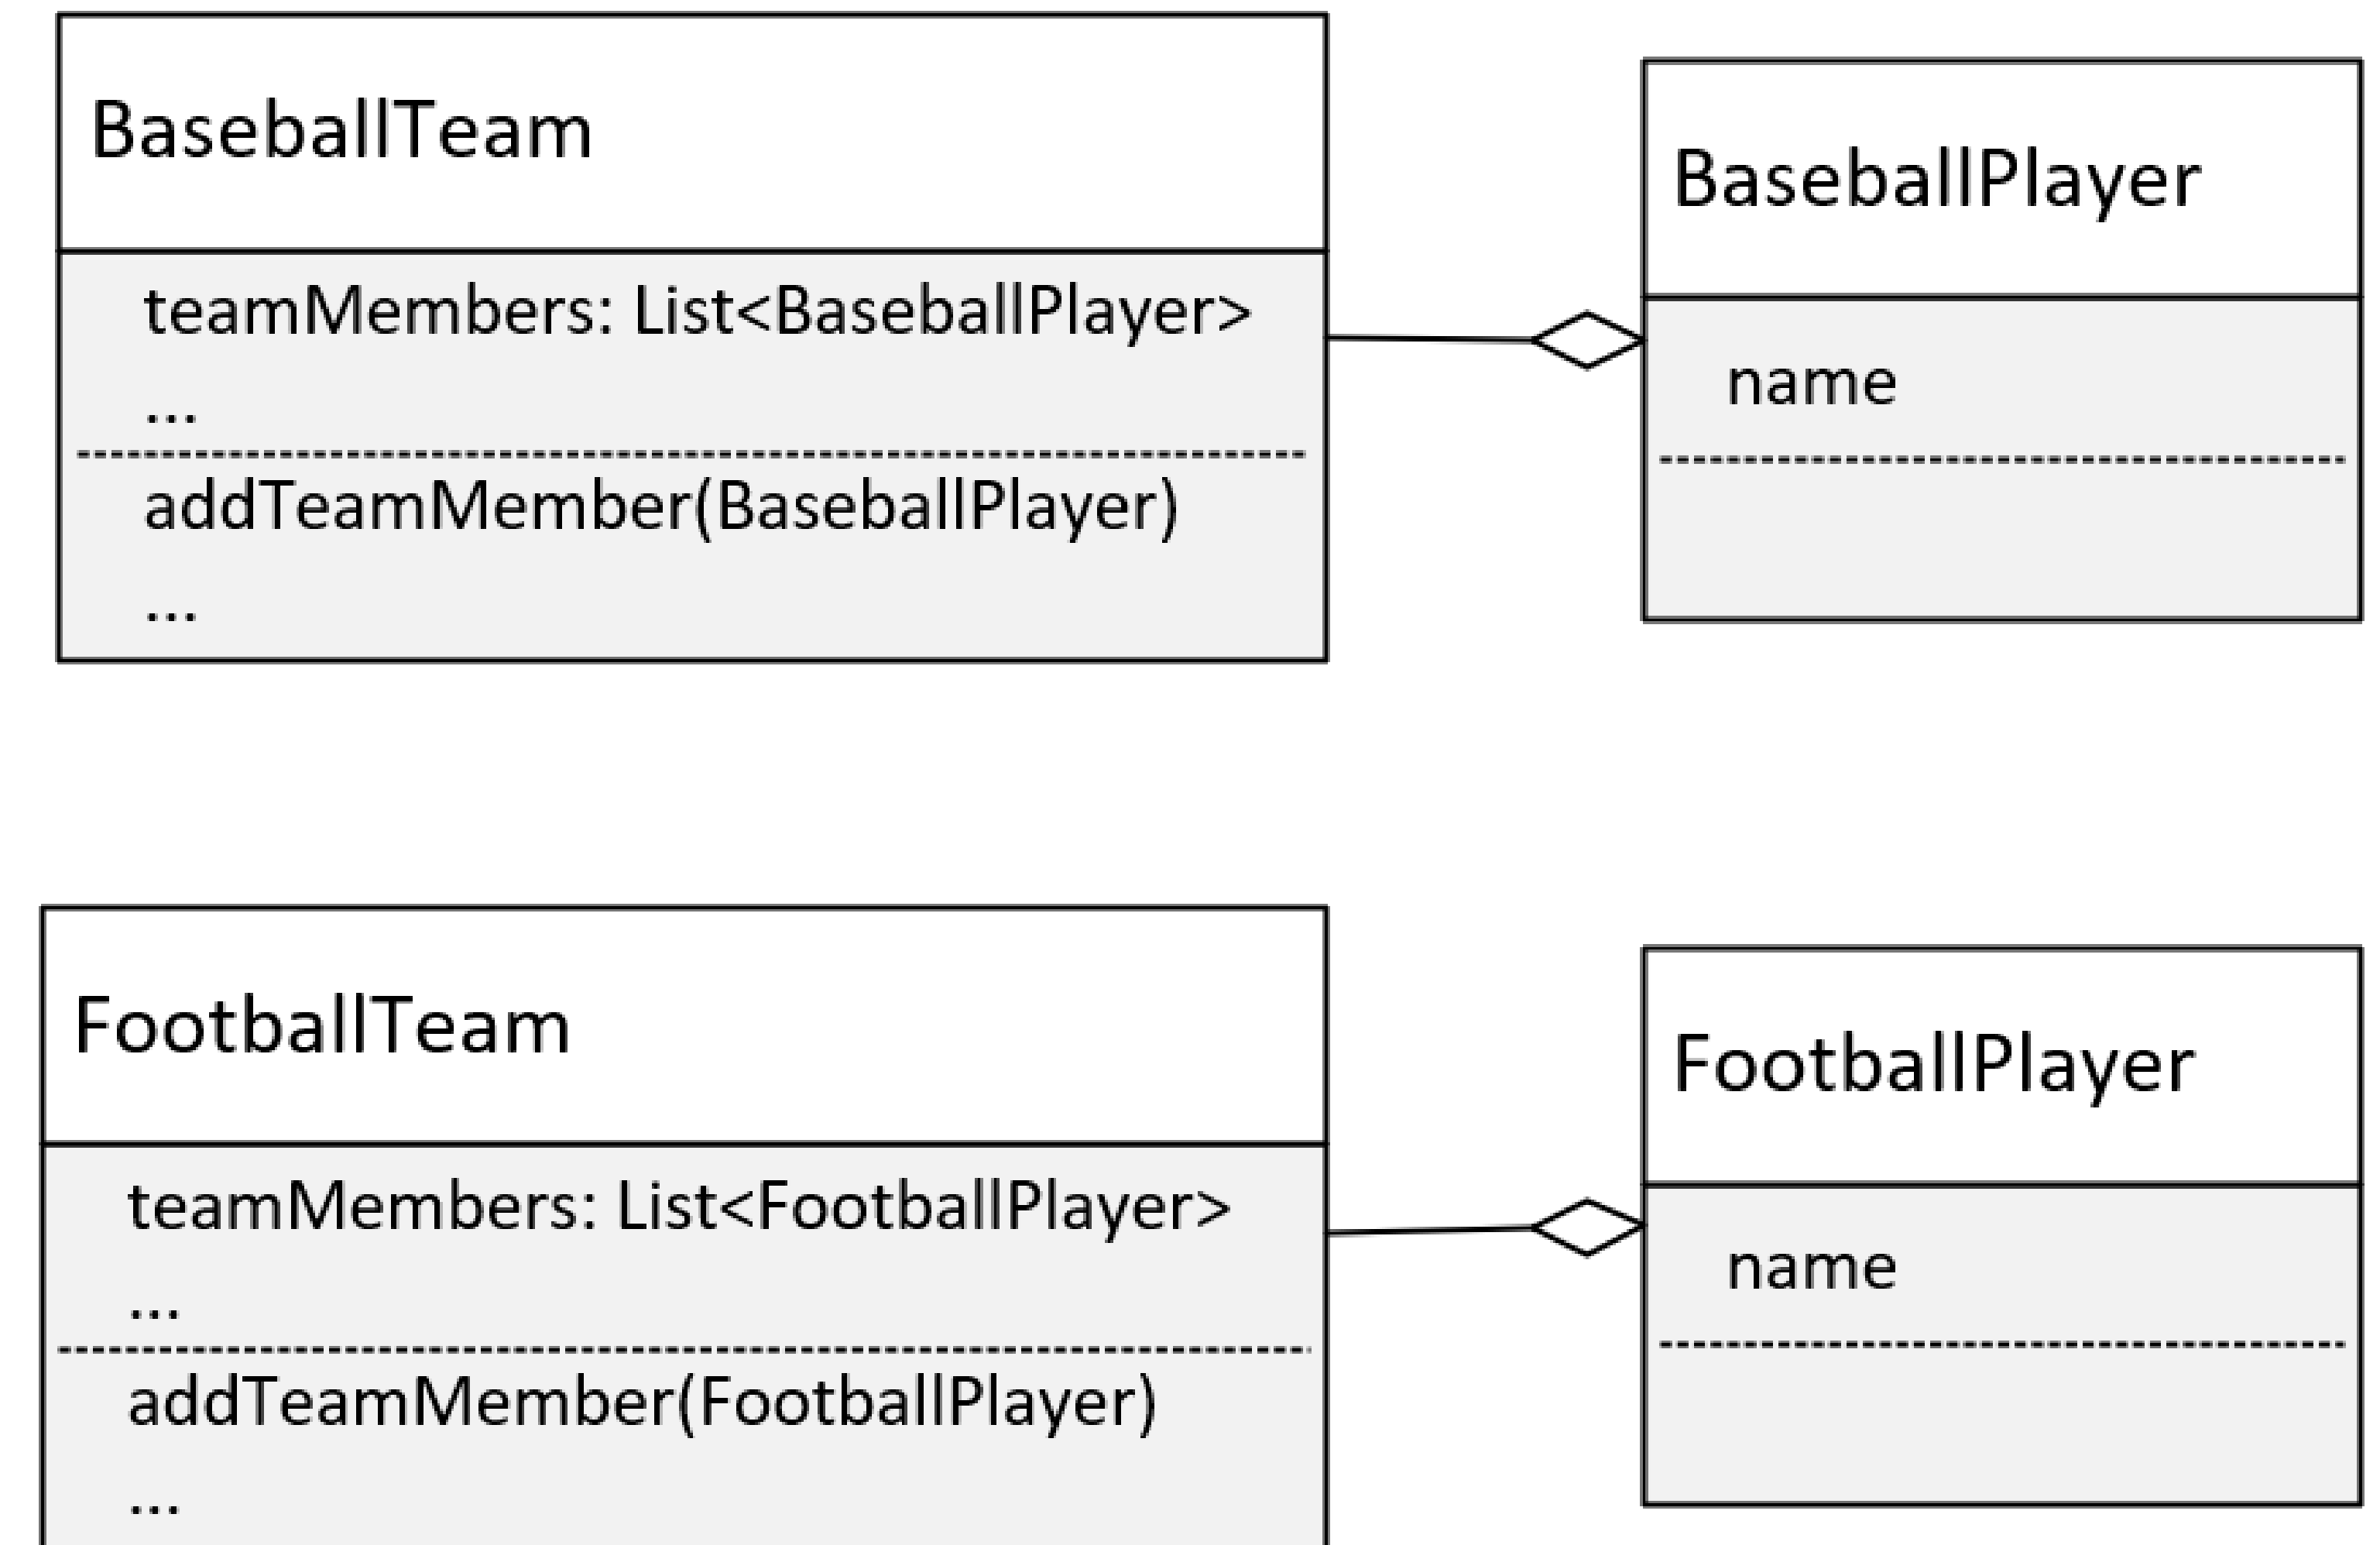 BaseballTeam
teamMembers: List<BaseballPlayer>
...
addTeamMember(BaseballPlayer)
...
BaseballPlayer
name
FootballTeam
teamMembers: List<FootballPlayer>
...
addTeamMember(FootballPlayer)
...
FootballPlayer
name